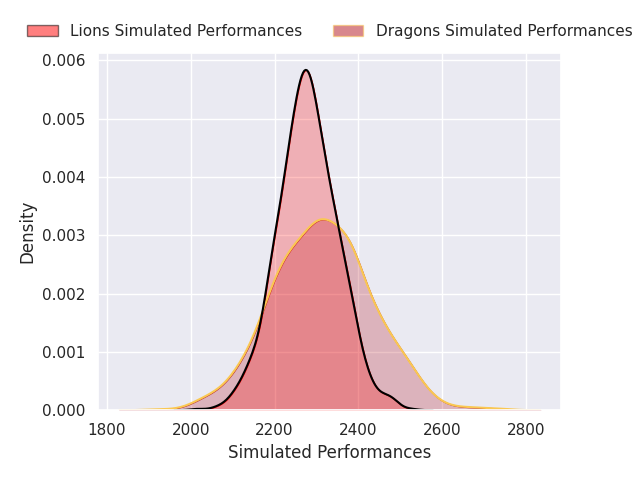 Lions Simulated Performances
Dragons Simulated Performances
0.006
0.005
0.004
0.003
0.002
0.001
0.000
Density
1800 2000 2200 2400 2600 2800
Simulated Performances